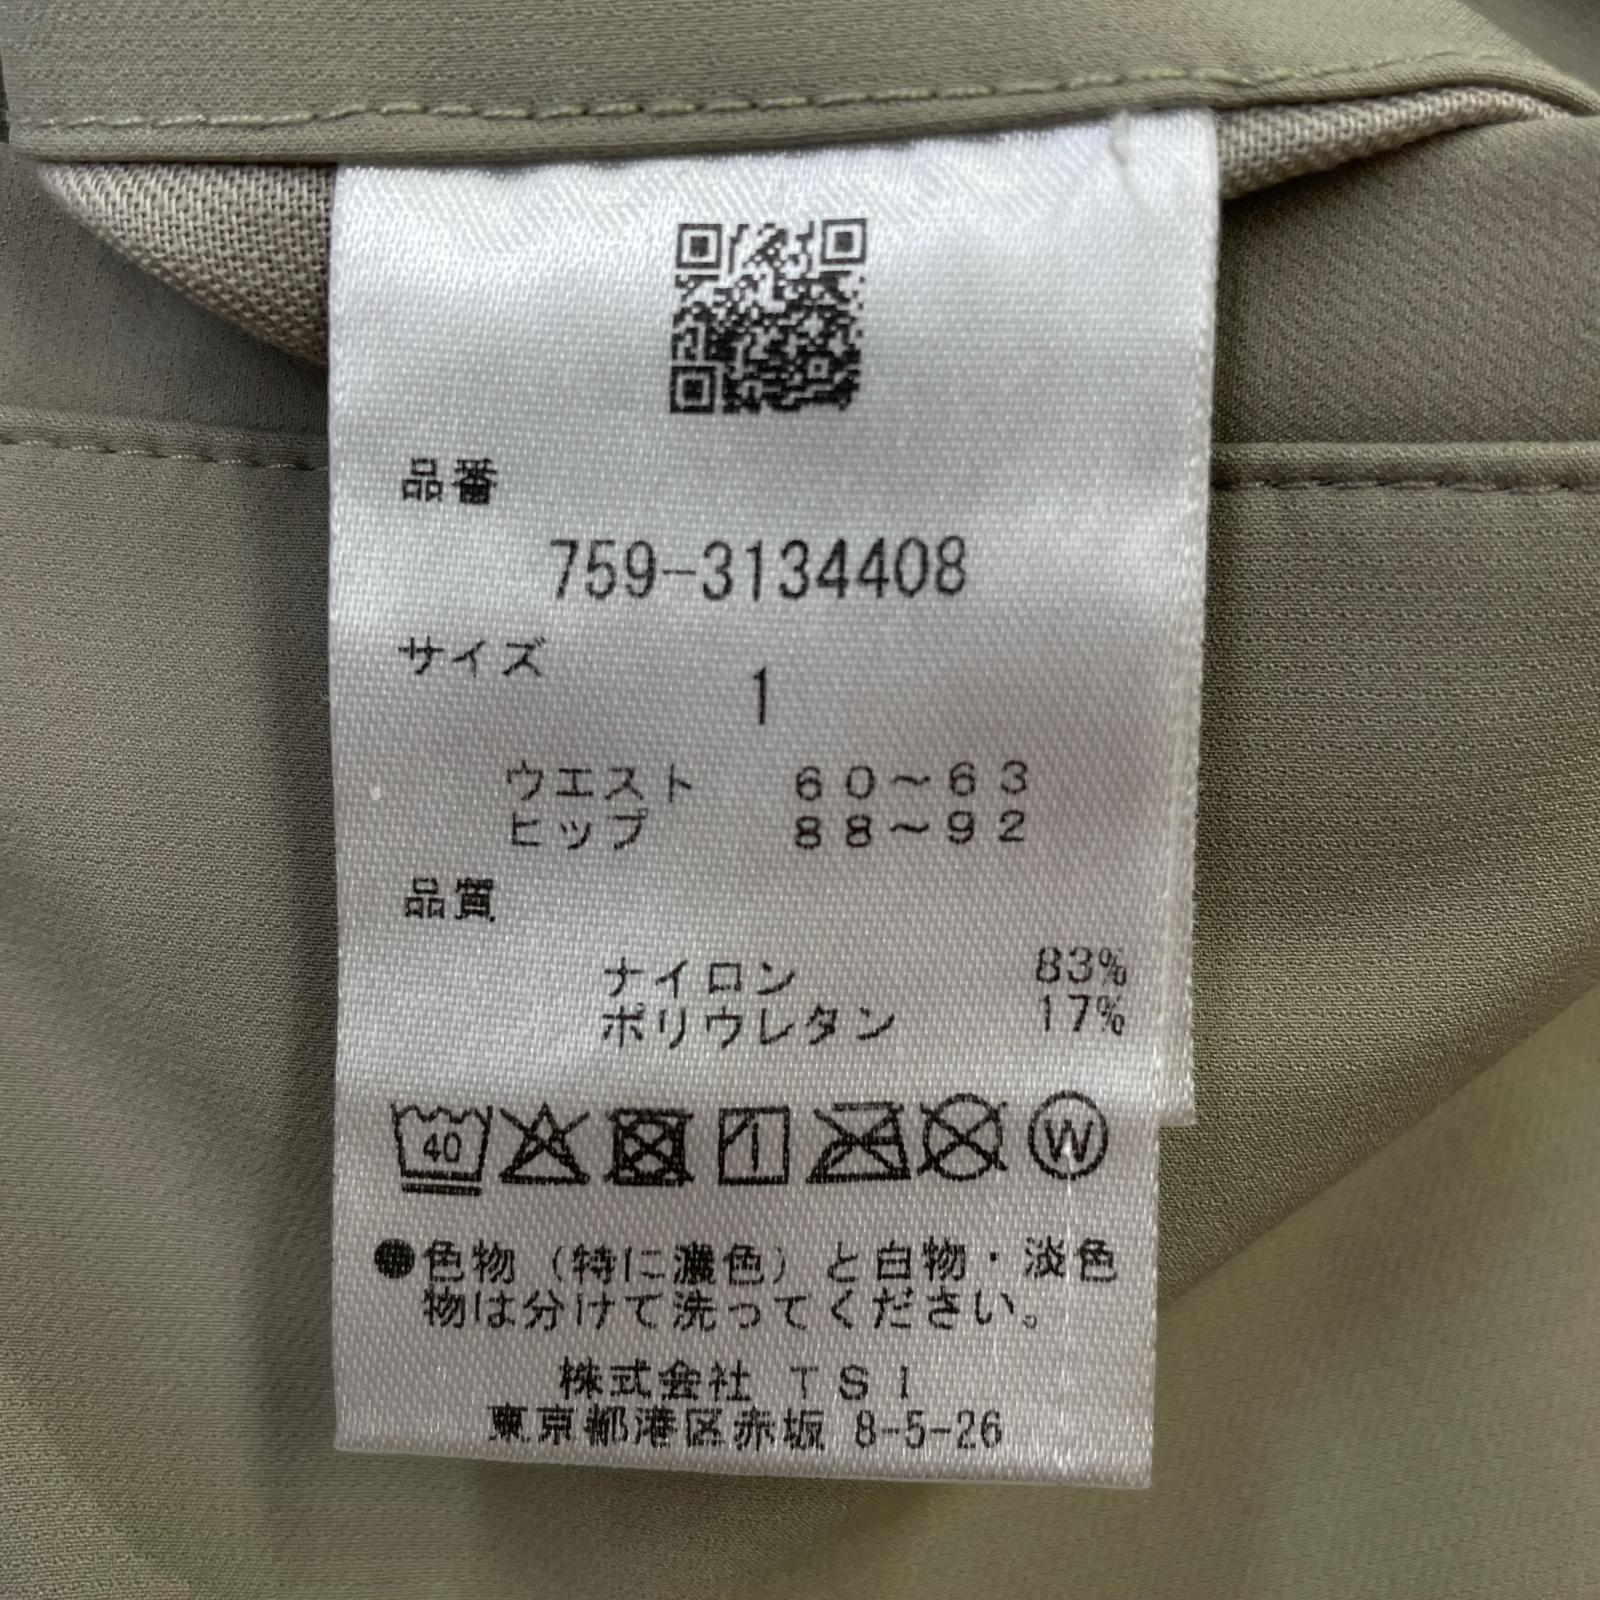 品番
759-3134408
サイズ
1
ウエスト 60～63
ヒップ 88～92
品質
ナイロン 83%
ポリウレタン 17%
40
W
●色物（特に濃色）と白物・淡色
物は分けて洗ってください。
株式会社 TSI
東京都港区赤坂 8-5-26